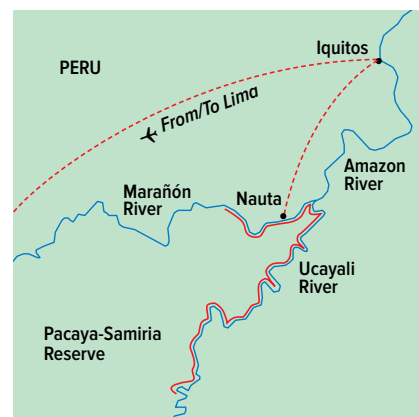 Iquitos
PERU
From/To Lima
Amazon
River
Marañón
River
Nauta
Ucayali
River
Pacaya-Samiria
Reserve